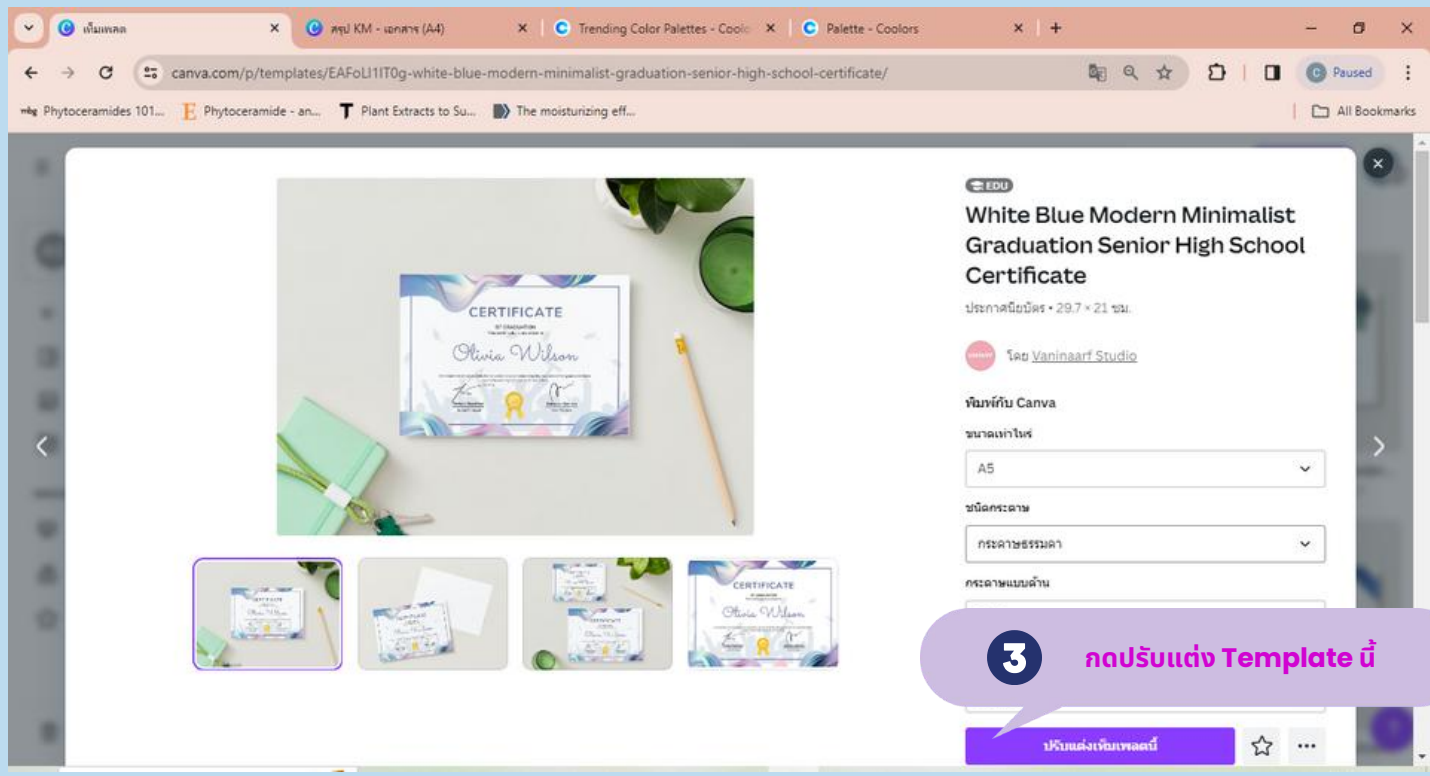 เท็มเพลต
สรุป KM - เอกสาร (A4)
Trending Color Palettes - Coolo
Palette - Coolors
canva.com/p/templates/EAFoLl1IT0g-white-blue-modern-minimalist-graduation-senior-high-school-certificate/
Paused
Phytoceramides 101...
Phytoceramide - an...
Plant Extracts to Su...
The moisturizing eff...
All Bookmarks
EDU
White Blue Modern Minimalist
Graduation Senior High School
Certificate
ประกาศนียบัตร • 29.7 × 21 ซม.
โดย Vaninaarf Studio
พิมพ์กับ Canva
ขนาดเท่าไหร่
A5
ชนิดกระดาษ
กระดาษธรรมดา
กระดาษแบบด้าน
CERTIFICATE
Olivia Wilson
CERTIFICATE
Olivia Wilson
3
กดปรับแต่ง Template นี้
ปรับแต่งเท็มเพลตนี้